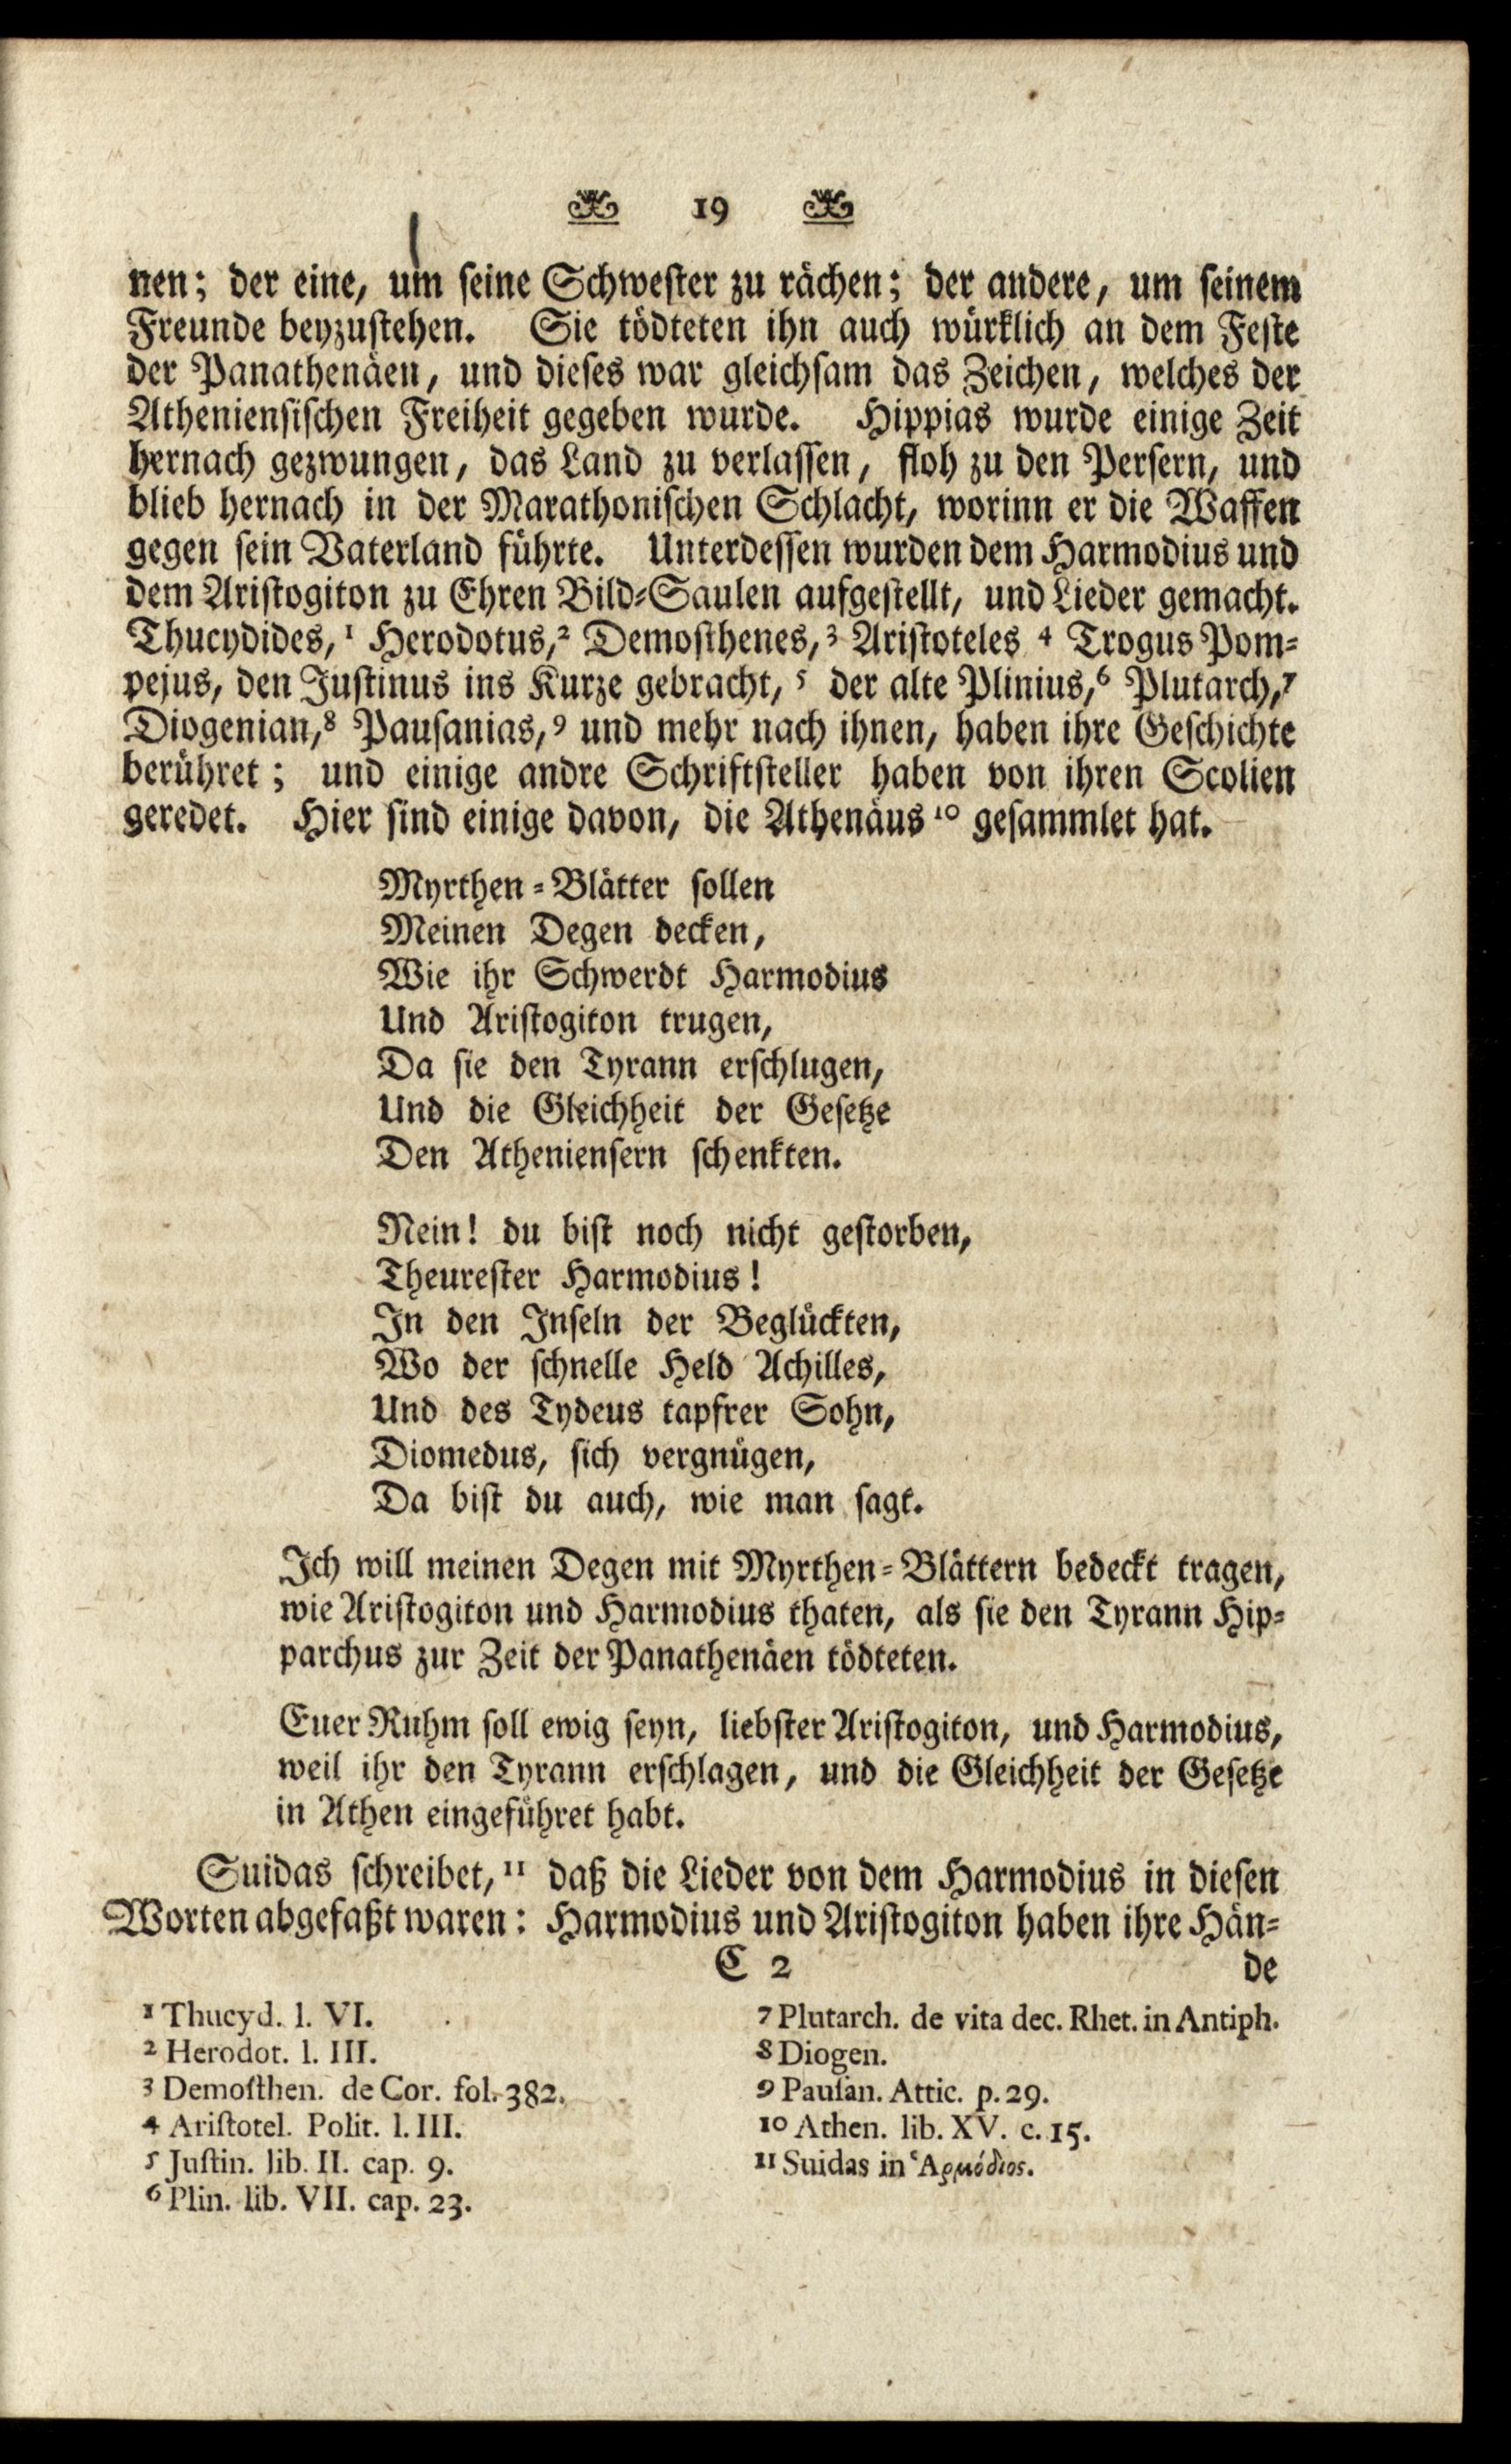 19
nen; der eine, um seine Schwester zu rächen; der andere, um seinem
Freunde beyzustehen. Sie tödteten ihn auch würklich an dem Feste
der Panathenäen, und dieses war gleichsam das Zeichen, welches der
Atheniensischen Freiheit gegeben wurde. Hippias wurde einige Zeit
hernach gezwungen, das Land zu verlassen, floh zu den Persern, und
blieb hernach in der Marathonischen Schlacht, worinn er die Waffen
gegen sein Vaterland führte. Unterdessen wurden dem Harmodius und
dem Aristogiton zu Ehren Bild-Saulen aufgestellt, und Lieder gemacht.
Thucydides,¹ Herodotus,² Demosthenes,³ Aristoteles ⁴ Trogus Pom-
pejus, den Justinus ins Kurze gebracht, ⁵ der alte Plinius,⁶ Plutarch,⁷
Diogenian,⁸ Pausanias,⁹ und mehr nach ihnen, haben ihre Geschichte
berühret; und einige andre Schriftsteller haben von ihren Scolien
geredet. Hier sind einige davon, die Athenäus ¹⁰ gesammlet hat.
Myrthen-Blätter sollen
Meinen Degen decken,
Wie ihr Schwerdt Harmodius
Und Aristogiton trugen,
Da sie den Tyrann erschlugen,
Und die Gleichheit der Gesetze
Den Atheniensern schenkten.
Nein! du bist noch nicht gestorben,
Theurester Harmodius!
In den Inseln der Beglückten,
Wo der schnelle Held Achilles,
Und des Tydeus tapfrer Sohn,
Diomedus, sich vergnügen,
Da bist du auch, wie man sagt.
Ich will meinen Degen mit Myrthen-Blättern bedeckt tragen,
wie Aristogiton und Harmodius thaten, als sie den Tyrann Hip-
parchus zur Zeit der Panathenäen tödteten.
Euer Ruhm soll ewig seyn, liebster Aristogiton, und Harmodius,
weil ihr den Tyrann erschlagen, und die Gleichheit der Gesetze
in Athen eingeführet habt.
Suidas schreibet, ¹¹ daß die Lieder von dem Harmodius in diesen
Worten abgefaßt waren: Harmodius und Aristogiton haben ihre Hän-
C 2 de
¹ Thucyd. l. VI.
² Herodot. l. III.
³ Demosthen. de Cor. fol. 382.
⁴ Aristotel. Polit. l. III.
⁵ Justin. lib. II. cap. 9.
⁶ Plin. lib. VII. cap. 23.
⁷ Plutarch. de vita dec. Rhet. in Antiph.
⁸ Diogen.
⁹ Pausan. Attic. p. 29.
¹⁰ Athen. lib. XV. c. 15.
¹¹ Suidas in Ἁρμόδιος.